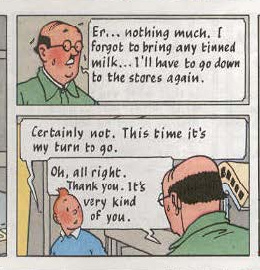 Er... nothing much. I
forgot to bring any tinned
milk... I'll have to go down
to the stores again.
Certainly not. This time it's
my turn to go.
Oh, all right.
Thank you. It's
very kind
of you.